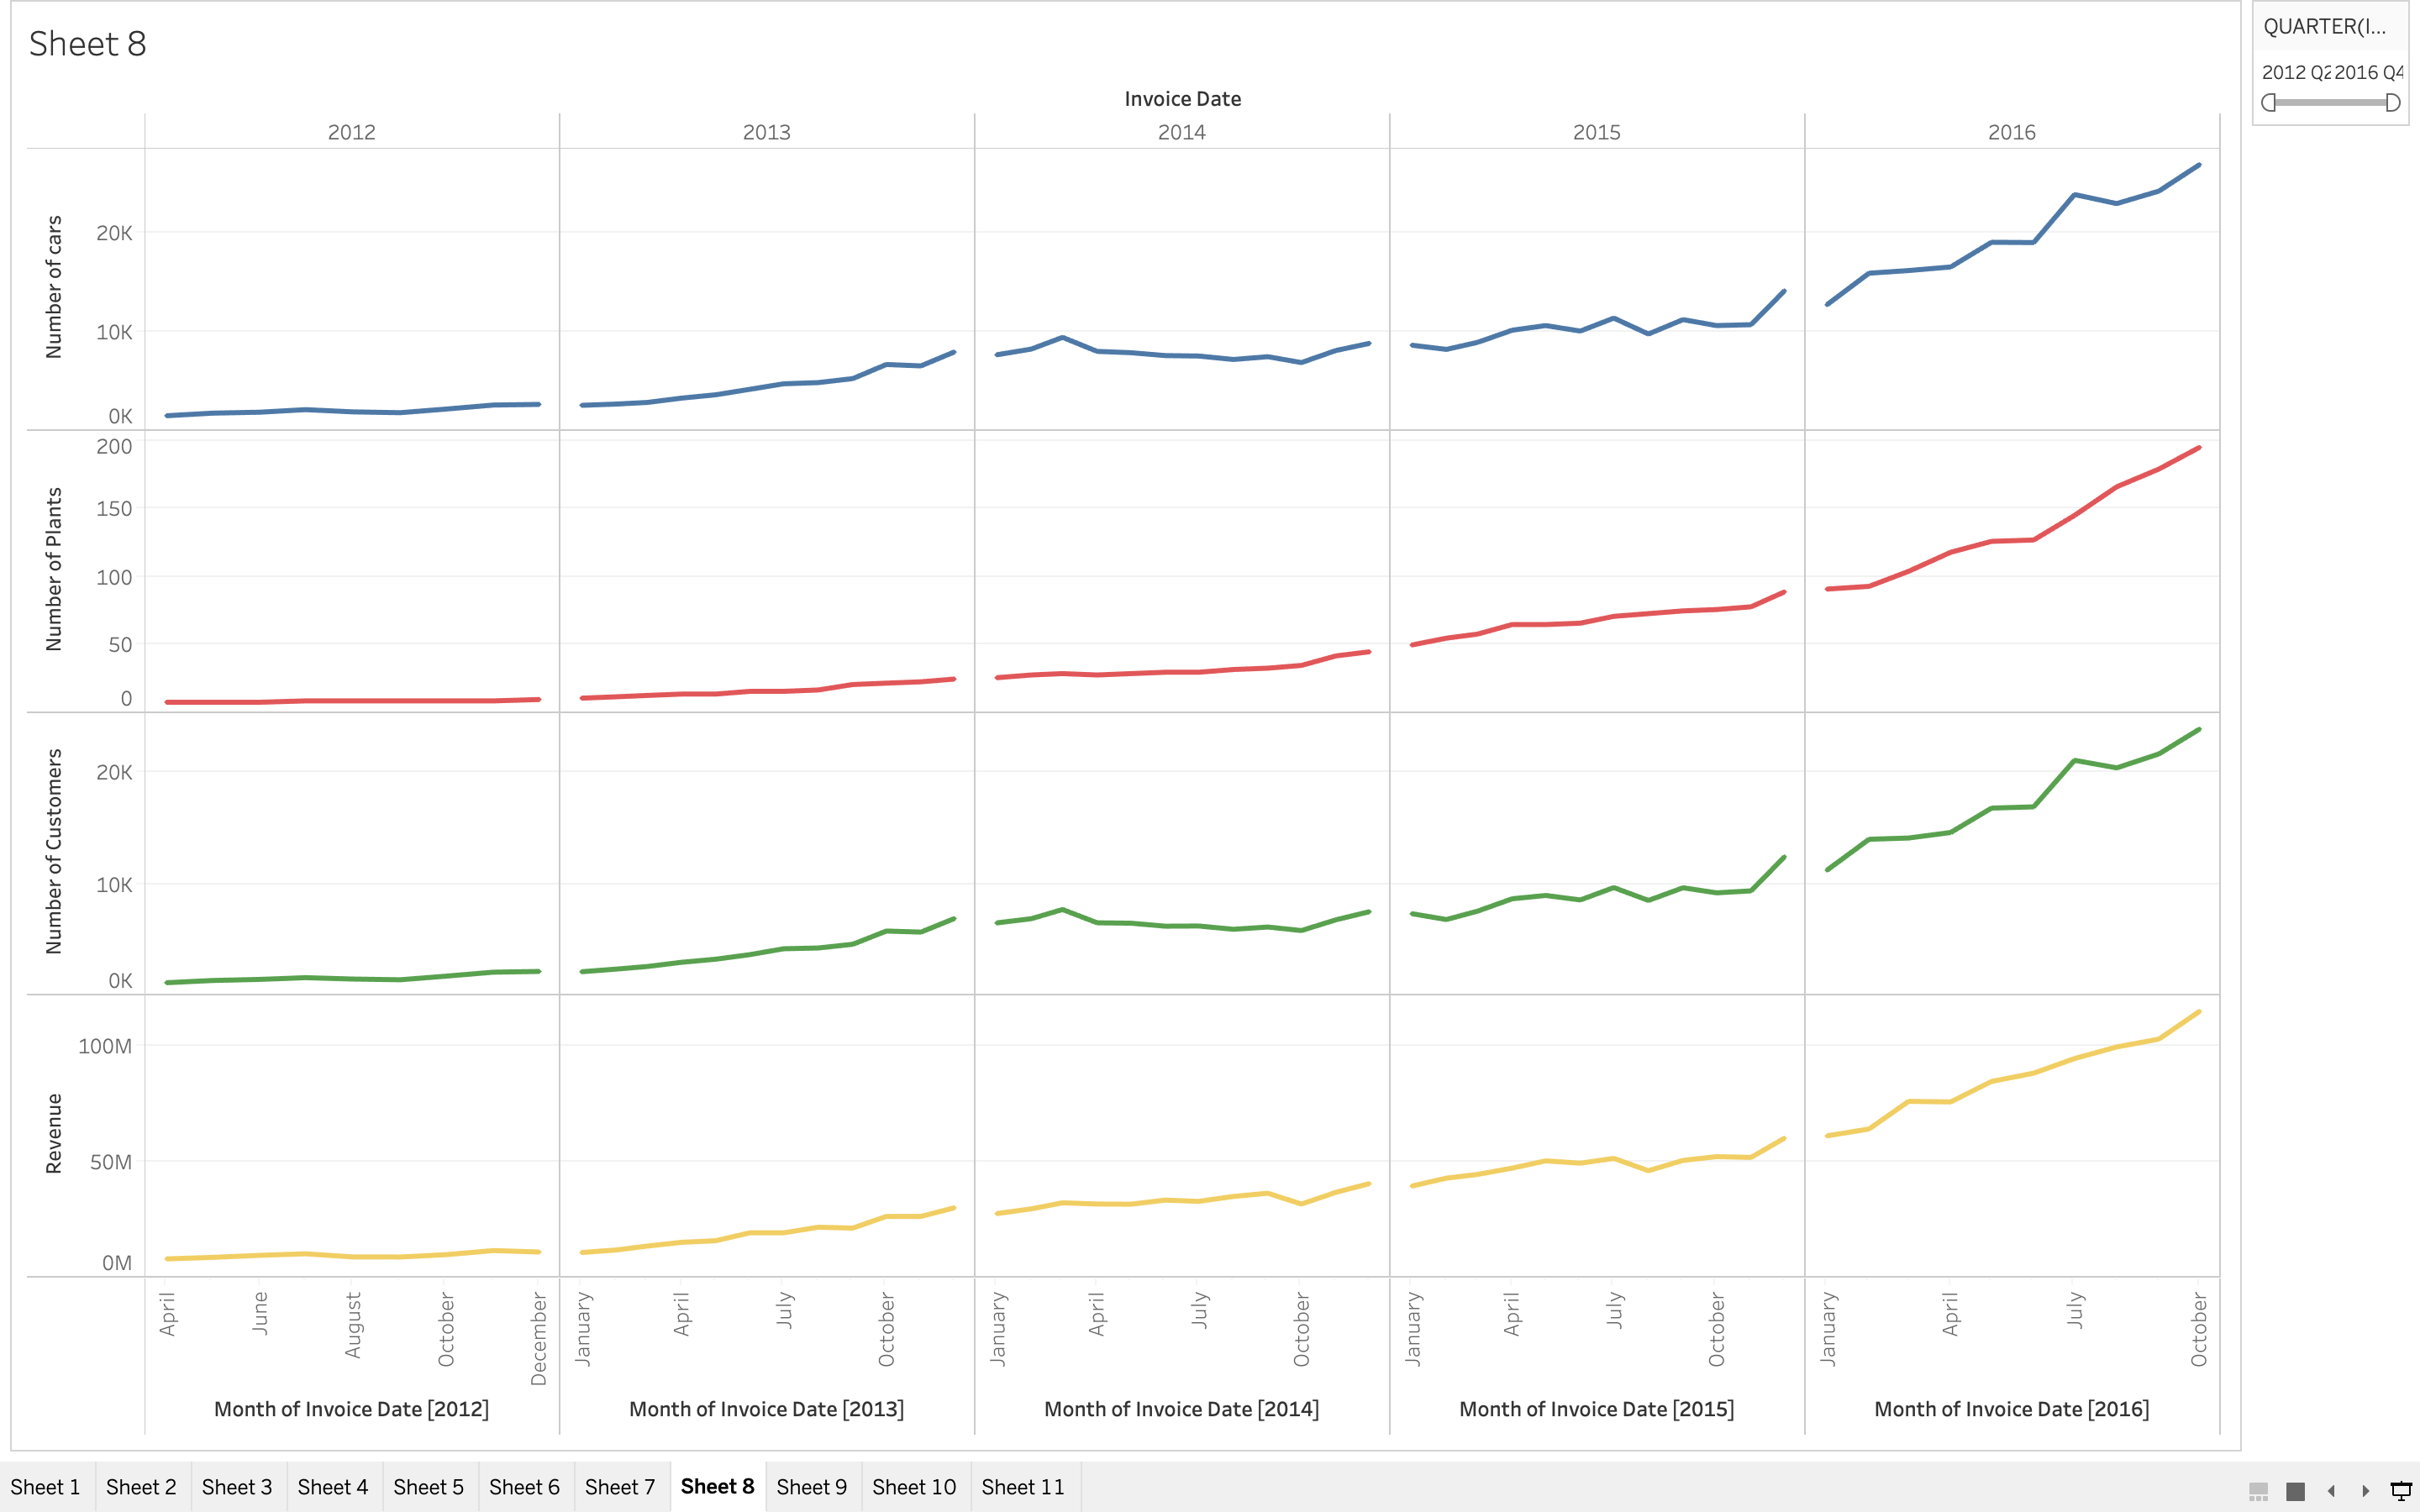 Sheet 8
QUARTER(I...
2012 Q2 2016 Q4
Invoice Date
2012 2013 2014 2015 2016
Number of cars
20K
10K
0K
Number of Plants
200
150
100
50
0
Number of Customers
20K
10K
0K
Revenue
100M
50M
0M
April June August October December January April July October January April July October January April July October January April July October
Month of Invoice Date [2012] Month of Invoice Date [2013] Month of Invoice Date [2014] Month of Invoice Date [2015] Month of Invoice Date [2016]
Sheet 1 Sheet 2 Sheet 3 Sheet 4 Sheet 5 Sheet 6 Sheet 7 Sheet 8 Sheet 9 Sheet 10 Sheet 11